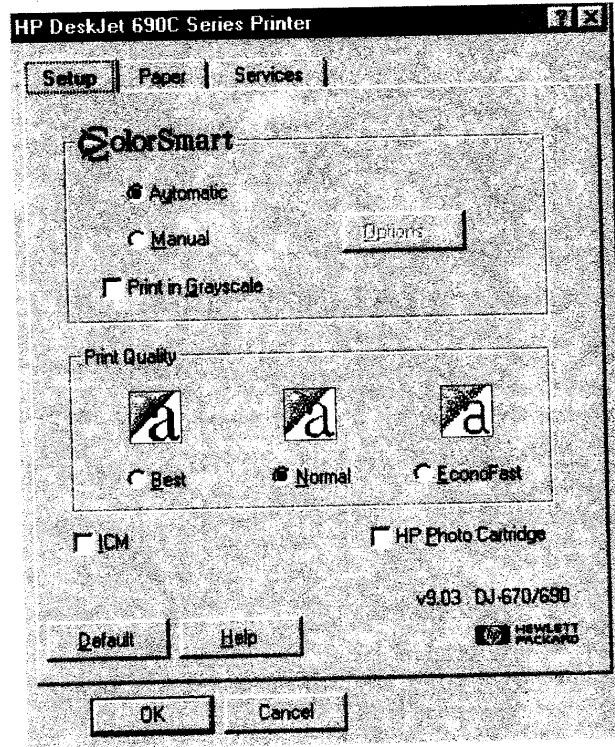 HP DeskJet 690C Series Printer
Setup Paper Services
ColorSmart
Automatic
Manual
Options...
Print in Grayscale
Print Quality
a a a
Best Normal EconoFast
ICM
HP Photo Cartridge
v9.03 DJ-670/690
Default Help
hp HEWLETT
PACKARD
OK Cancel